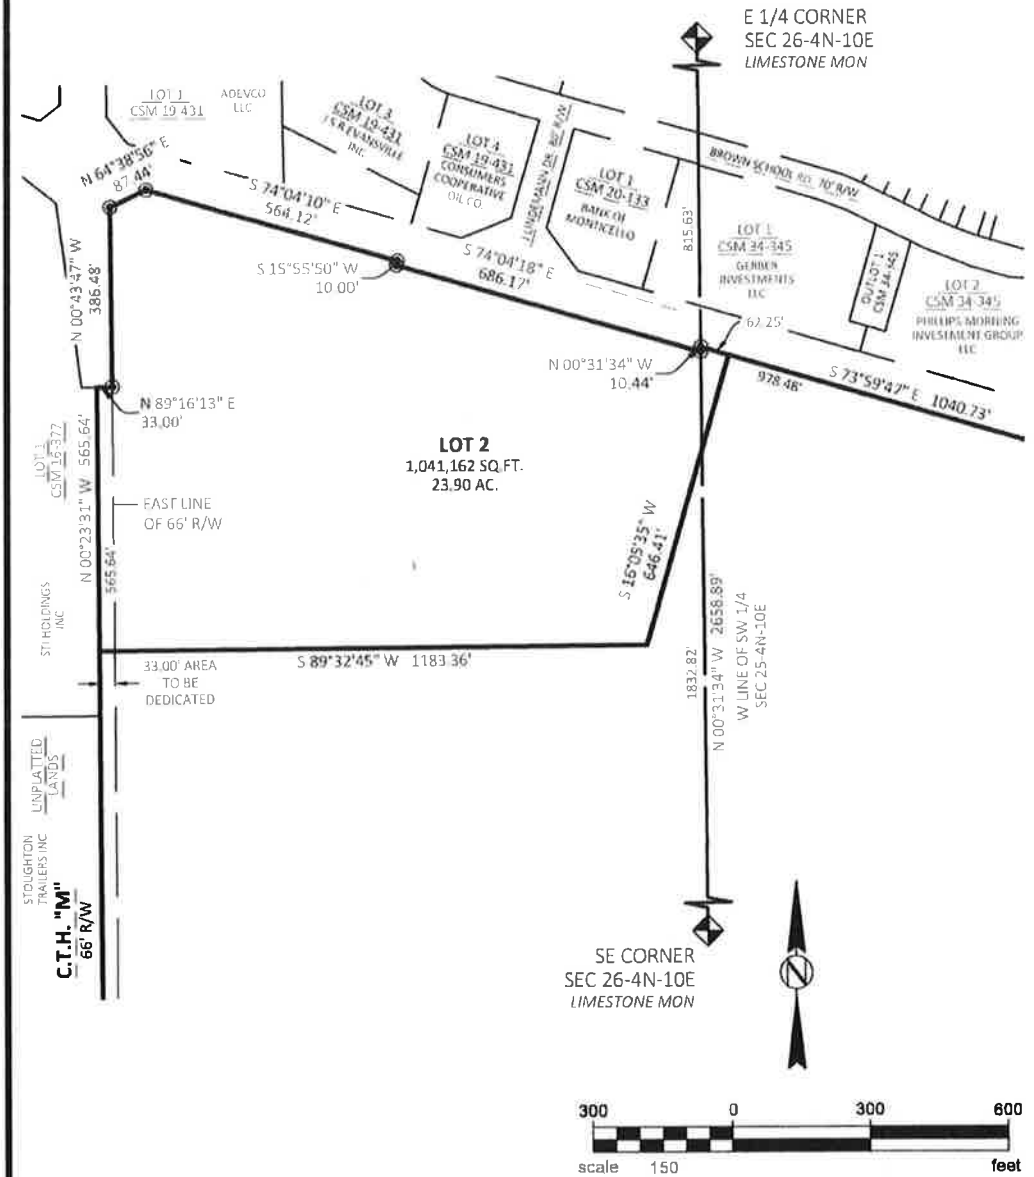 E 1/4 CORNER
SEC 26-4N-10E
LIMESTONE MON
LOT 1
CSM 19-431
ADEVCO
LLC
LOT 3
CSM 19-431
J S R EVANSVILLE
INC
LOT 4
CSM 19-431
CONSUMERS
COOPERATIVE
OIL CO
J LINDEMANN DR. 80' R/W
LOT 1
CSM 20-133
BANK OF
MONTICELLO
BROWN SCHOOL RD. 70' R/W
815.63'
LOT 1
CSM 34-345
GERBER
INVESTMENTS
LLC
OUTLOT 1
CSM 34-345
LOT 2
CSM 34-345
PHILLIPS MORNING
INVESTMENT GROUP
LLC
N 64°38'56" E
87.44'
S 74°04'10" E
564.12'
S 15°55'50" W
10.00'
S 74°04'18" E
686.17'
62.25'
N 00°31'34" W
10.44'
978.48'
S 73°59'47" E 1040.73'
N 00°43'47" W
386.48'
N 89°16'13" E
33.00'
LOT 1
CSM 16-377
N 00°23'31" W 565.64'
565.64'
EAST LINE
OF 66' R/W
LOT 2
1,041,162 SQ.FT.
23.90 AC.
S 16°05'35" W
646.41'
STI HOLDINGS
INC
S 89°32'45" W 1183.36'
33.00' AREA
TO BE
DEDICATED
1832.82'
N 00°31'34" W 2658.89'
W LINE OF SW 1/4
SEC 25-4N-10E
UNPLATTED
LANDS
STOUGHTON
TRAILERS INC
C.T.H. "M"
66' R/W
SE CORNER
SEC 26-4N-10E
LIMESTONE MON
N
300 0 300 600
scale 150 feet